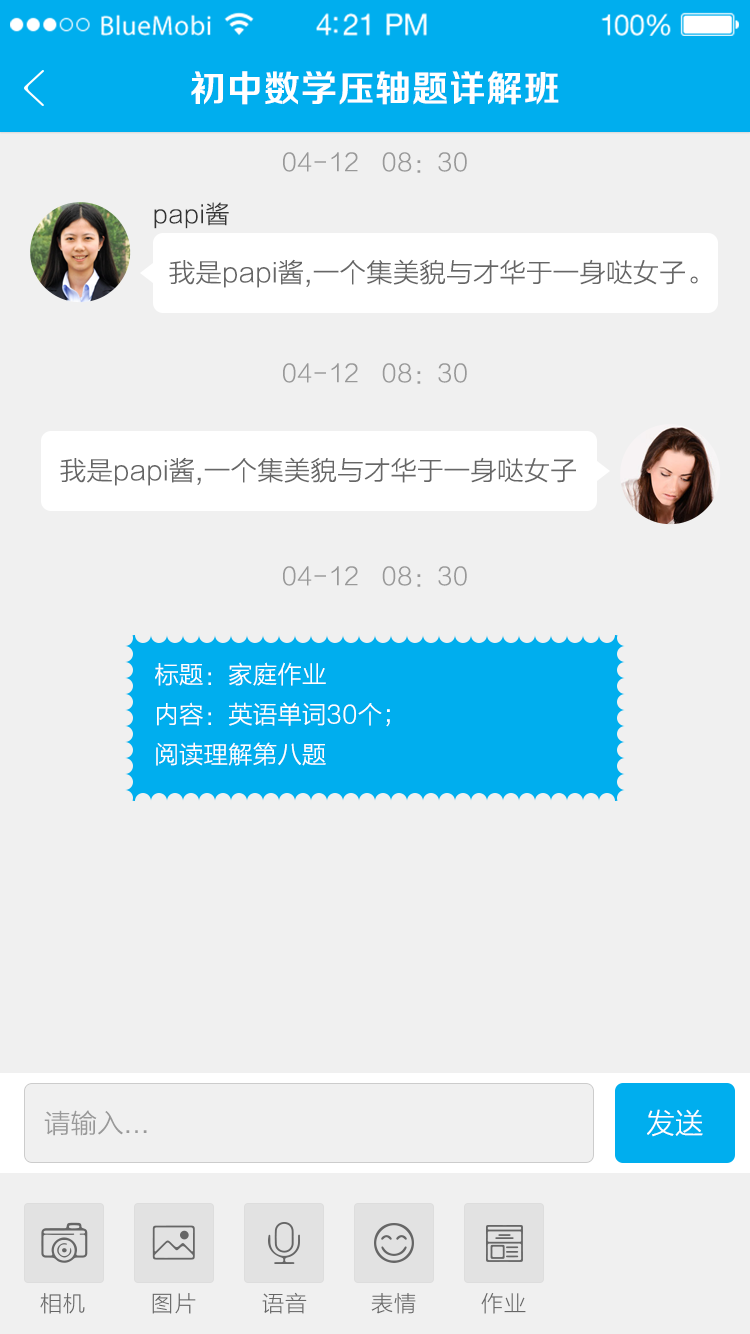 BlueMobi 4:21 PM 100%
初中数学压轴题详解班
04-12 08：30
papi酱
我是papi酱,一个集美貌与才华于一身哒女子。
04-12 08：30
我是papi酱,一个集美貌与才华于一身哒女子
04-12 08：30
标题：家庭作业
内容：英语单词30个；
阅读理解第八题
请输入...
发送
相机 图片 语音 表情 作业